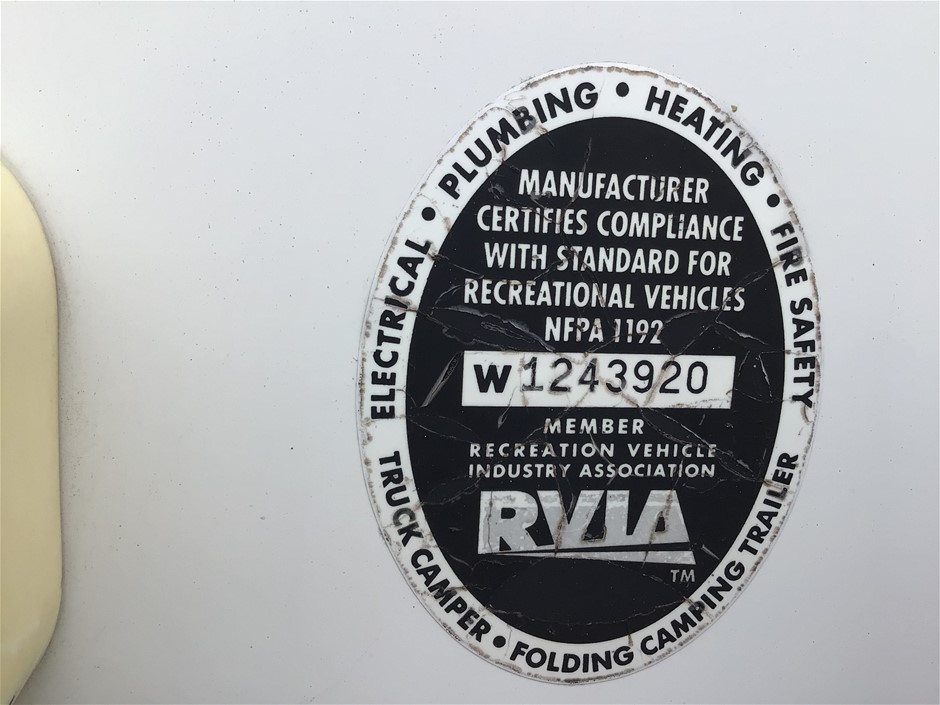 ELECTRICAL • PLUMBING • HEATING • FIRE SAFETY
MANUFACTURER
CERTIFIES COMPLIANCE
WITH STANDARD FOR
RECREATIONAL VEHICLES
NFPA 1192
W 1243920
MEMBER
RECREATION VEHICLE
INDUSTRY ASSOCIATION
RVIA
TM
TRUCK CAMPER • FOLDING CAMPING TRAILER